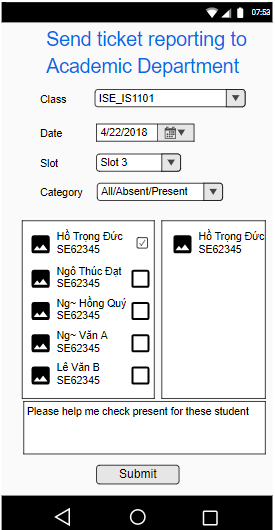 07:53
Send ticket reporting to
Academic Department
Class ISE_IS1101
Date 4/22/2018
Slot Slot 3
Category All/Absent/Present
Hồ Trọng Đức
SE62345
Ngô Thúc Đạt
SE62345
Ng~ Hồng Quý
SE62345
Ng~ Văn A
SE62345
Lê Văn B
SE62345
Hồ Trọng Đức
SE62345
Please help me check present for these student
Submit